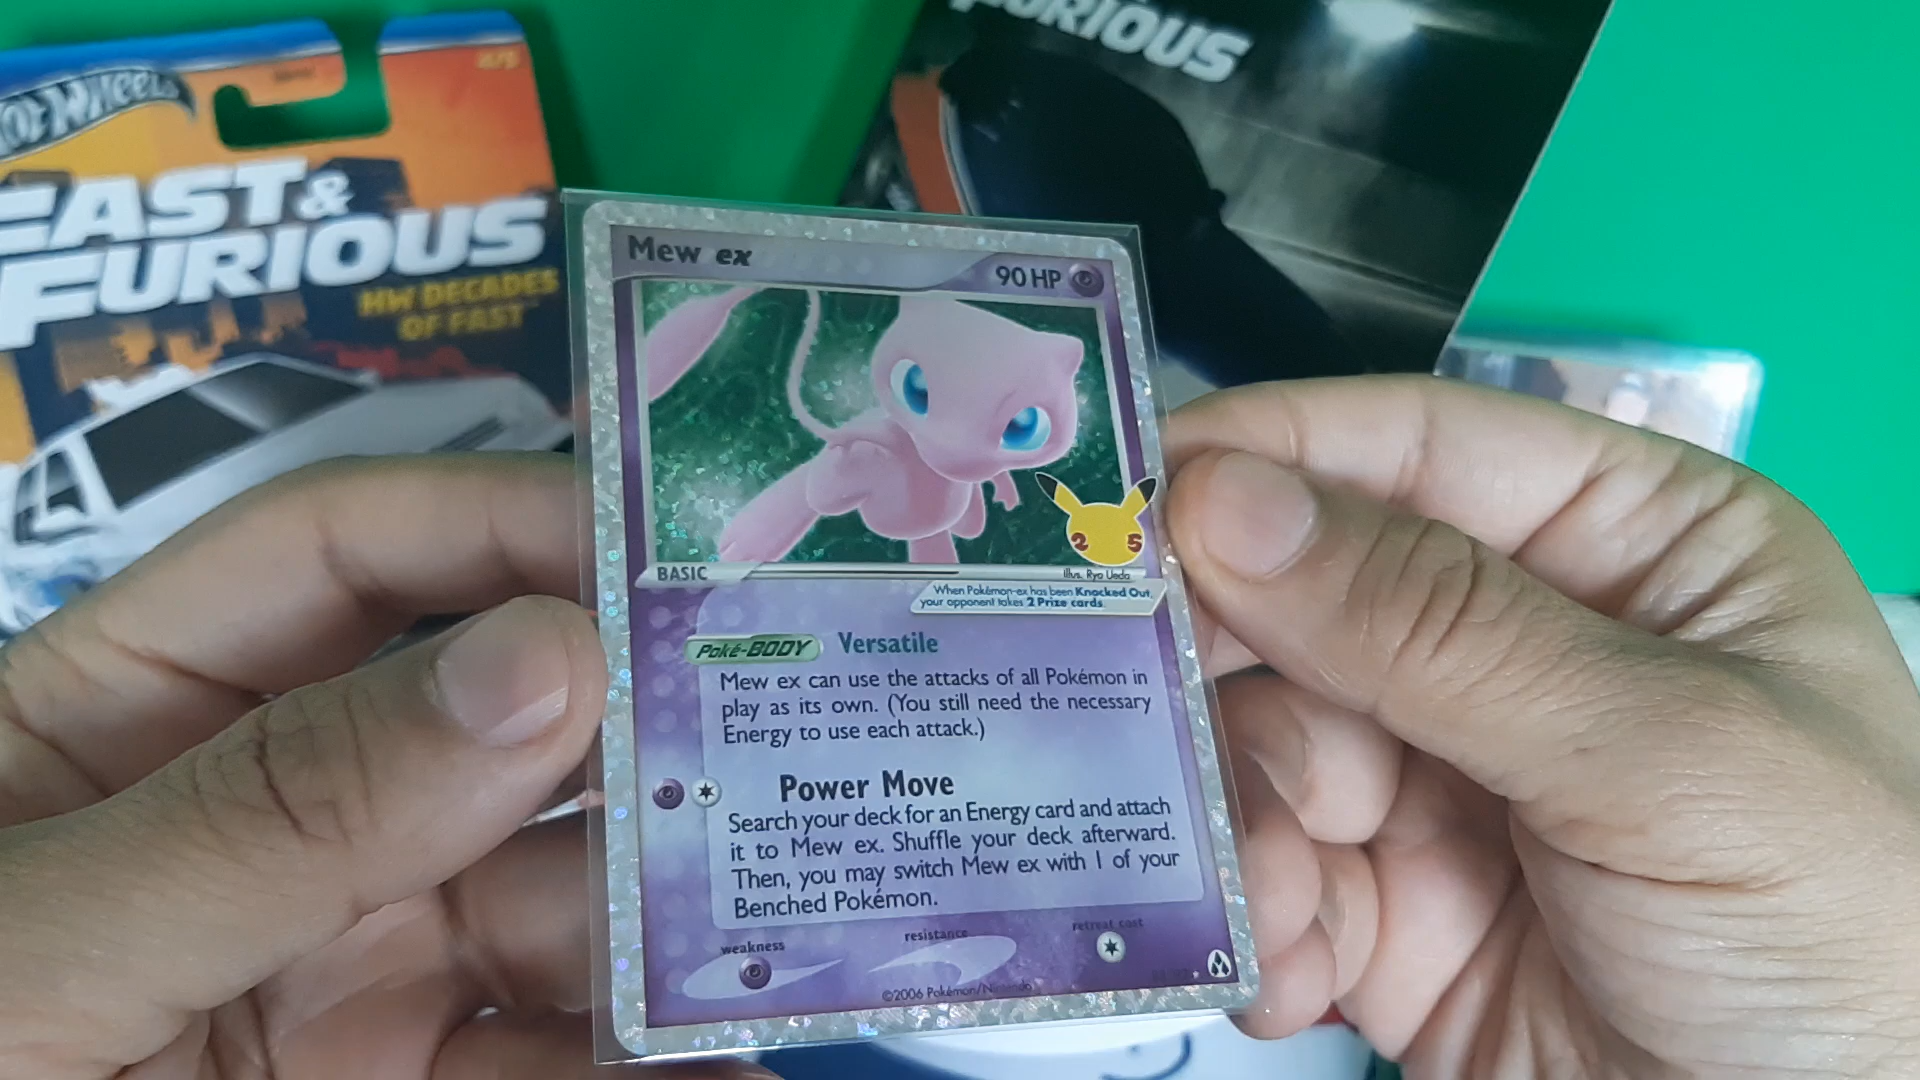 Hot Wheels
4/5
FAST &
FURIOUS
HW DECADES
OF FAST
FURIOUS
Mew ex
90 HP
2 5
BASIC
Illus. Ryo Ueda
When Pokémon-ex has been Knocked Out,
your opponent takes 2 Prize cards.
Poké-BODY Versatile
Mew ex can use the attacks of all Pokémon in
play as its own. (You still need the necessary
Energy to use each attack.)
Power Move
Search your deck for an Energy card and attach
it to Mew ex. Shuffle your deck afterward.
Then, you may switch Mew ex with 1 of your
Benched Pokémon.
weakness
resistance
retreat cost
©2006 Pokémon/Nintendo